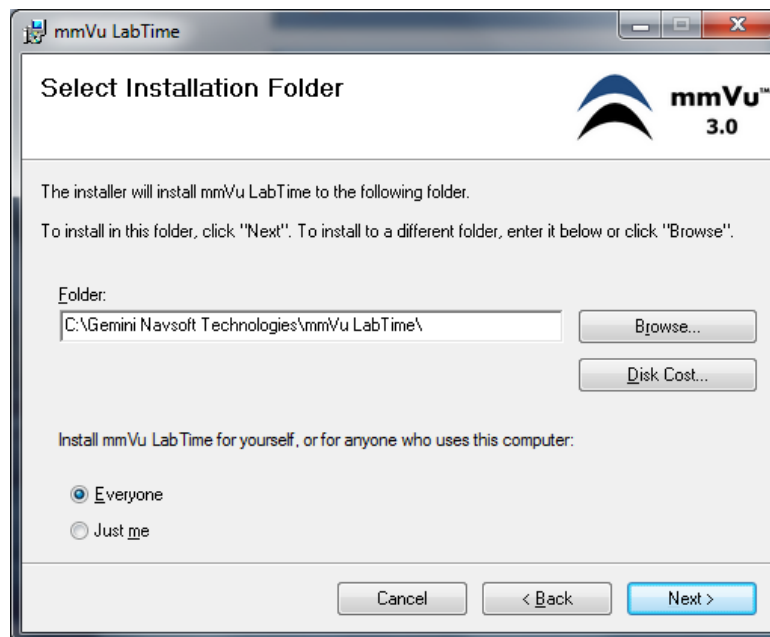 mmVu LabTime
Select Installation Folder
mmVu™
3.0
The installer will install mmVu LabTime to the following folder.
To install in this folder, click "Next". To install to a different folder, enter it below or click "Browse".
Folder:
C:\Gemini Navsoft Technologies\mmVu LabTime\
Browse...
Disk Cost...
Install mmVu LabTime for yourself, or for anyone who uses this computer:
Everyone
Just me
Cancel
< Back
Next >